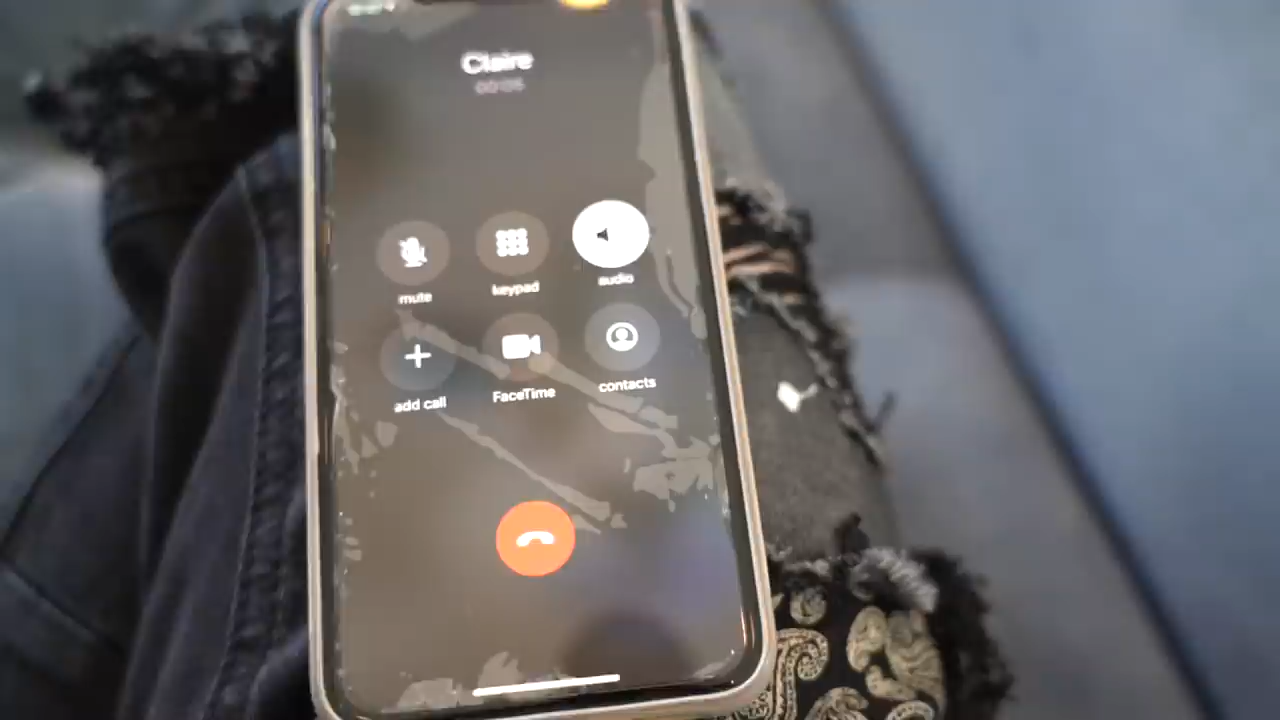 Claire
mute
keypad
audio
add call
FaceTime
contacts